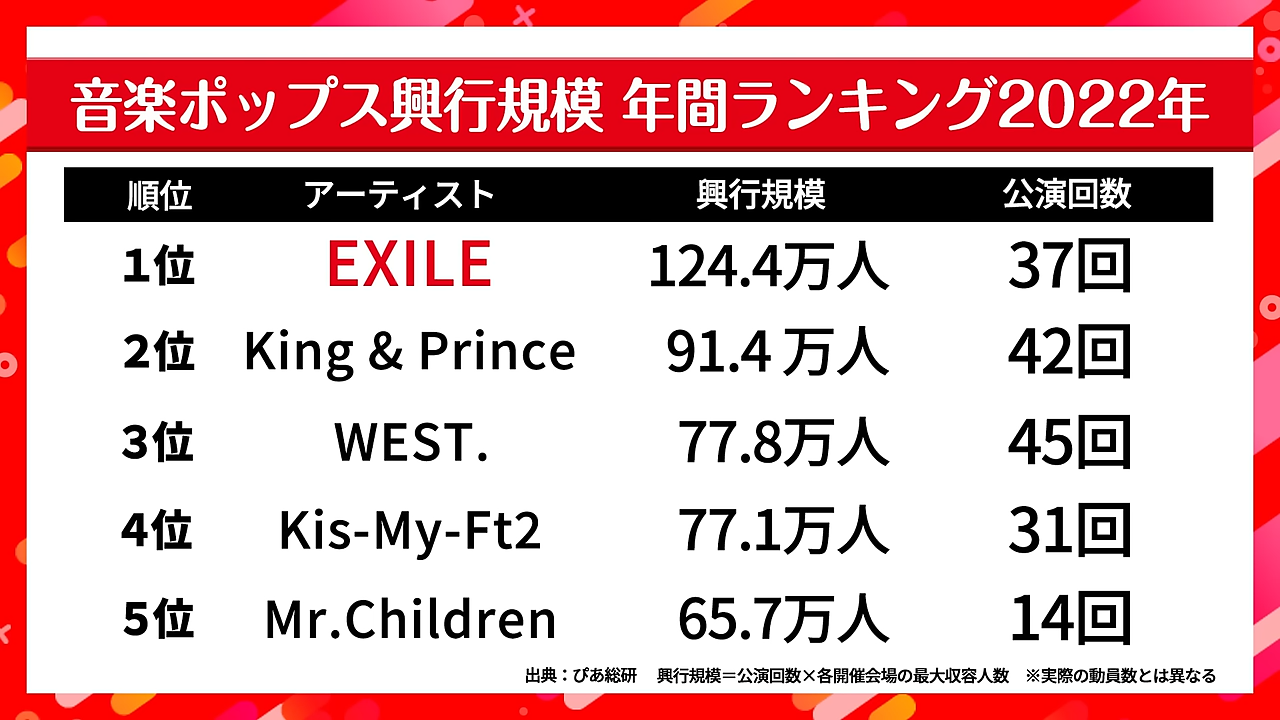 音楽ポップス興行規模 年間ランキング2022年
順位 アーティスト 興行規模 公演回数
1位 EXILE 124.4万人 37回
2位 King & Prince 91.4万人 42回
3位 WEST. 77.8万人 45回
4位 Kis-My-Ft2 77.1万人 31回
5位 Mr.Children 65.7万人 14回
出典：ぴあ総研 興行規模＝公演回数×各開催会場の最大収容人数 ※実際の動員数とは異なる